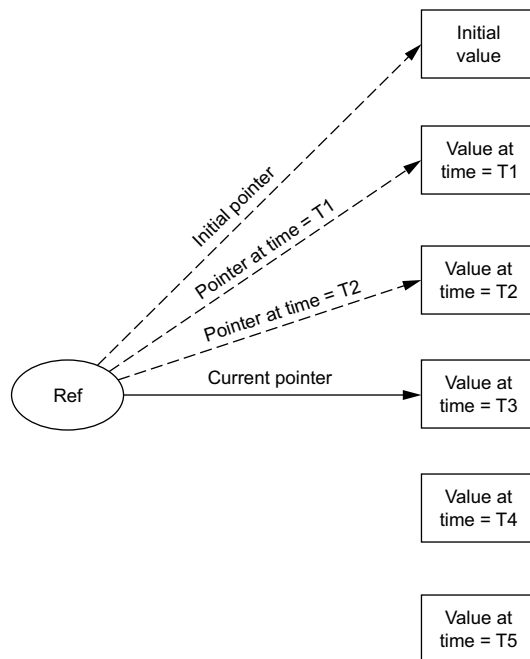 Initial
value
Value at
time = T1
Initial pointer
Pointer at time = T1
Value at
time = T2
Pointer at time = T2
Current pointer
Ref
Value at
time = T3
Value at
time = T4
Value at
time = T5